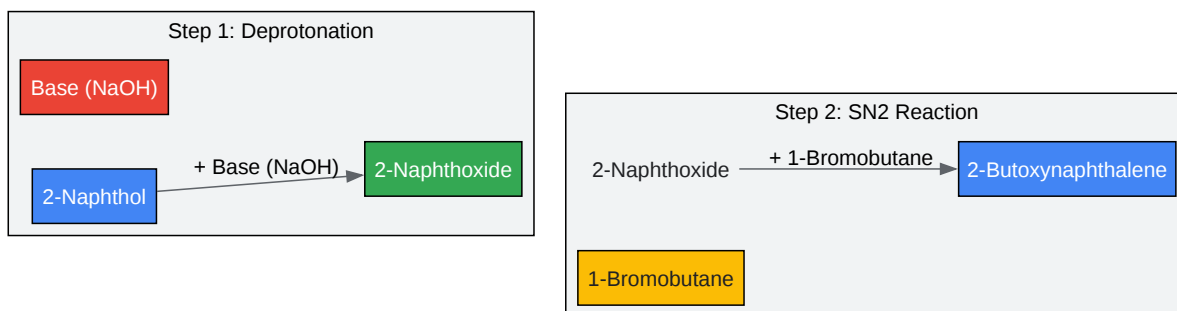 Step 1: Deprotonation
Base (NaOH)
+ Base (NaOH)
2-Naphthol
2-Naphthoxide
Step 2: SN2 Reaction
2-Naphthoxide
+ 1-Bromobutane
2-Butoxynaphthalene
1-Bromobutane